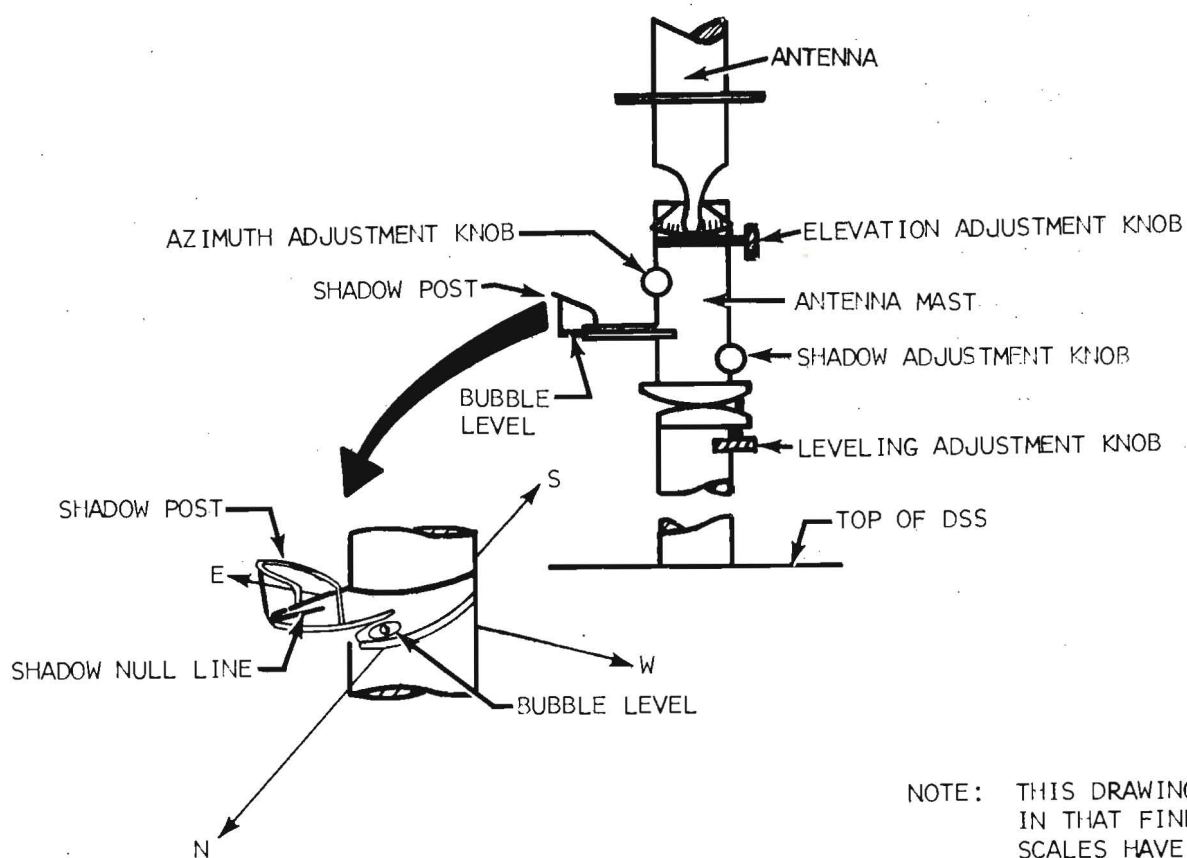 ANTENNA
AZIMUTH ADJUSTMENT KNOB
ELEVATION ADJUSTMENT KNOB
SHADOW POST
ANTENNA MAST
SHADOW ADJUSTMENT KNOB
BUBBLE
LEVEL
LEVELING ADJUSTMENT KNOB
S
SHADOW POST
TOP OF DSS
E
SHADOW NULL LINE
W
BUBBLE LEVEL
N
NOTE: THIS DRAWING
IN THAT FIN
SCALES HAVE